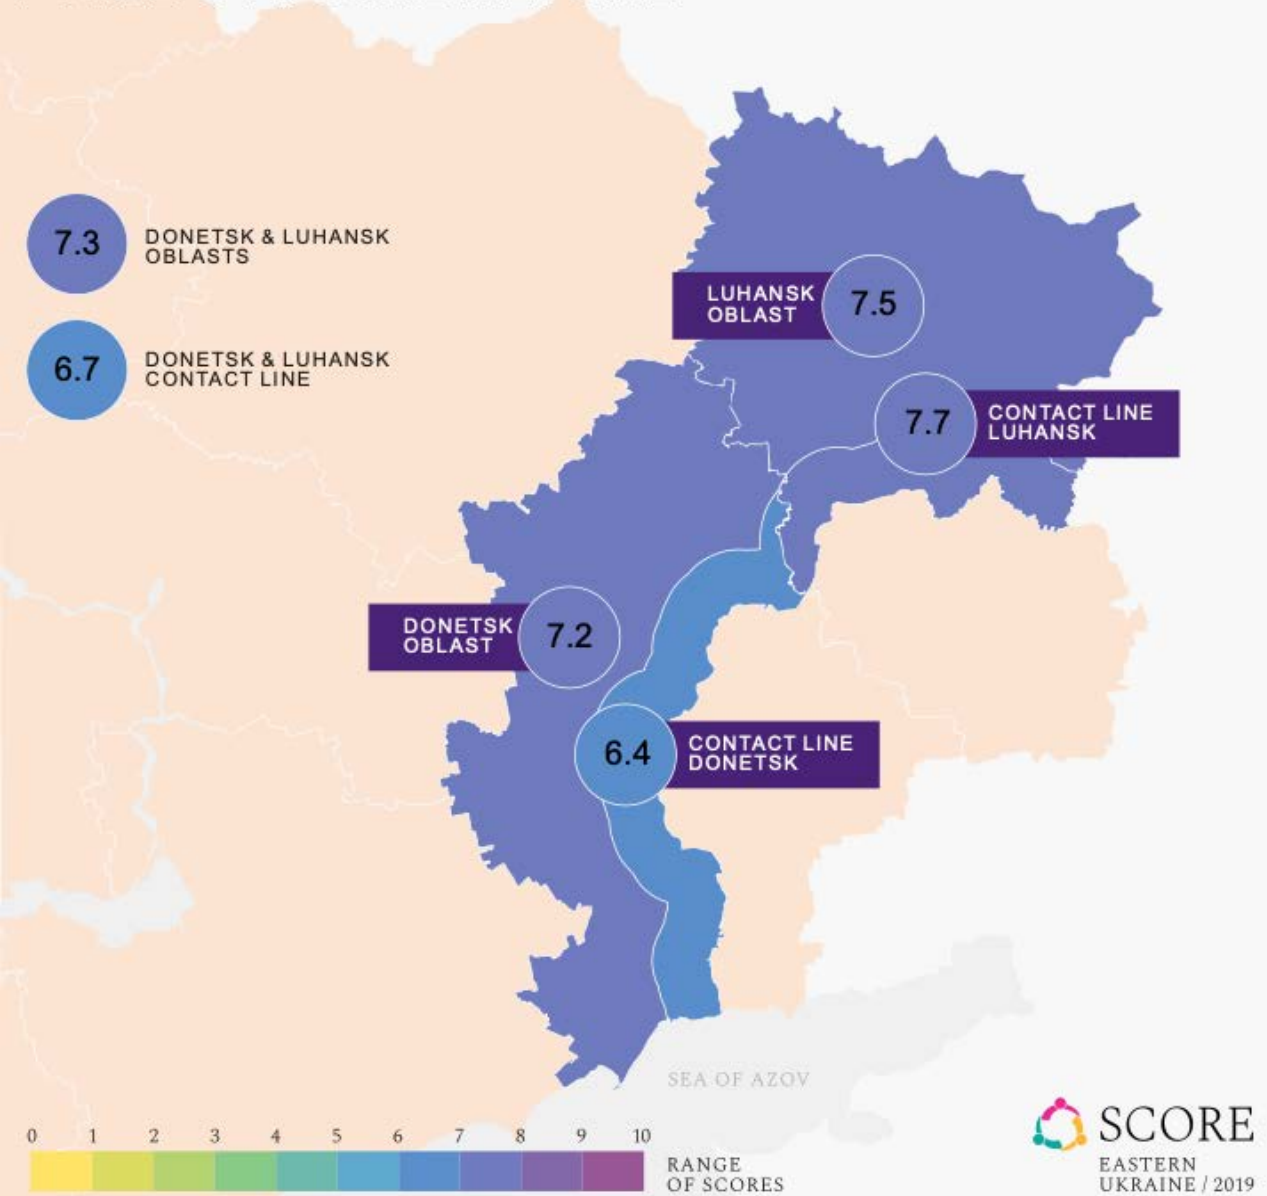 7.3
DONETSK & LUHANSK
OBLASTS
6.7
DONETSK & LUHANSK
CONTACT LINE
LUHANSK
OBLAST
7.5
7.7
CONTACT LINE
LUHANSK
DONETSK
OBLAST
7.2
6.4
CONTACT LINE
DONETSK
SEA OF AZOV
0 1 2 3 4 5 6 7 8 9 10
RANGE
OF SCORES
SCORE
EASTERN
UKRAINE / 2019